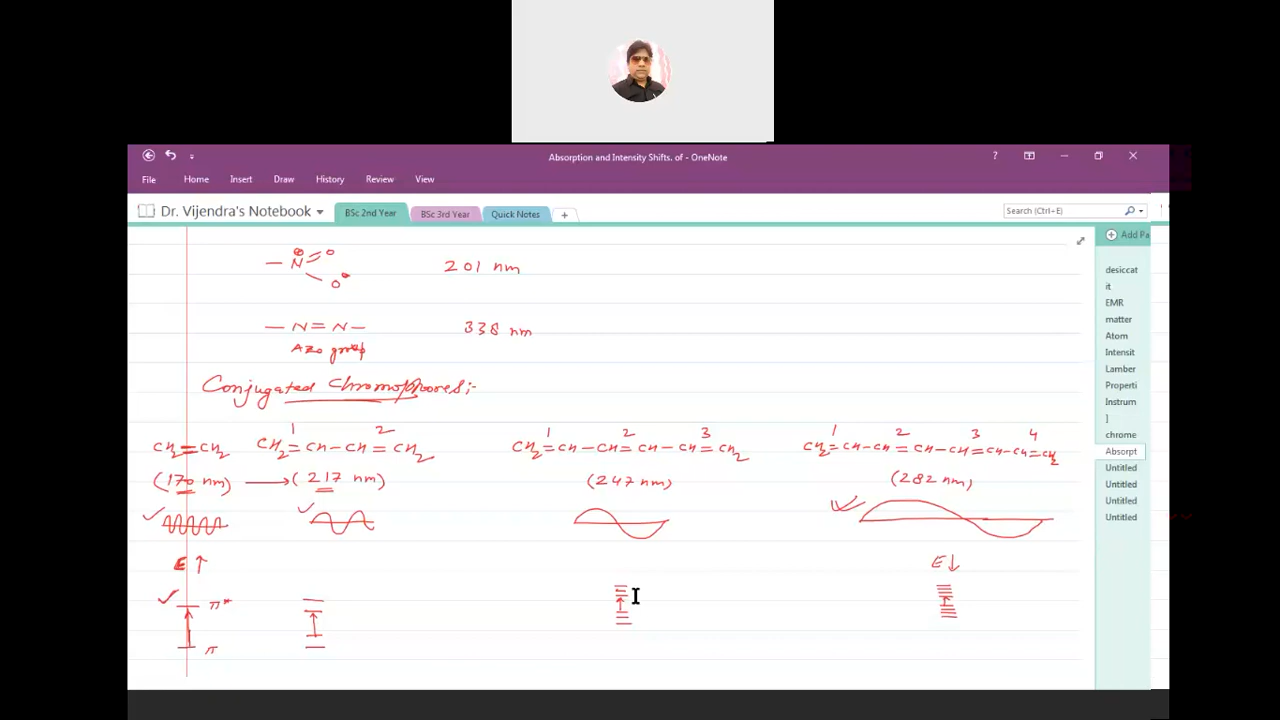 Absorption and Intensity Shifts. of - OneNote
File Home Insert Draw History Review View
Dr. Vijendra's Notebook BSc 2nd Year BSc 3rd Year Quick Notes Search (Ctrl+E)
Add Pa
desiccat
it
EMR
matter
Atom
Intensit
Lamber
Properti
Instrum
]
chrome
Absorpt
Untitled
Untitled
Untitled
Untitled
⊕ O
— N 201 nm
O
— N = N — 338 nm
Azo group
Conjugated Chromophores:-
1 2 1 2 3 1 2 3 4
CH2=CH2 CH2=CH-CH=CH2 CH2=CH-CH=CH-CH=CH2 CH2=CH-CH=CH-CH=CH-CH=CH2
(170 nm) → (217 nm) (247 nm) (282 nm)
E ↑ E ↓
π*
π